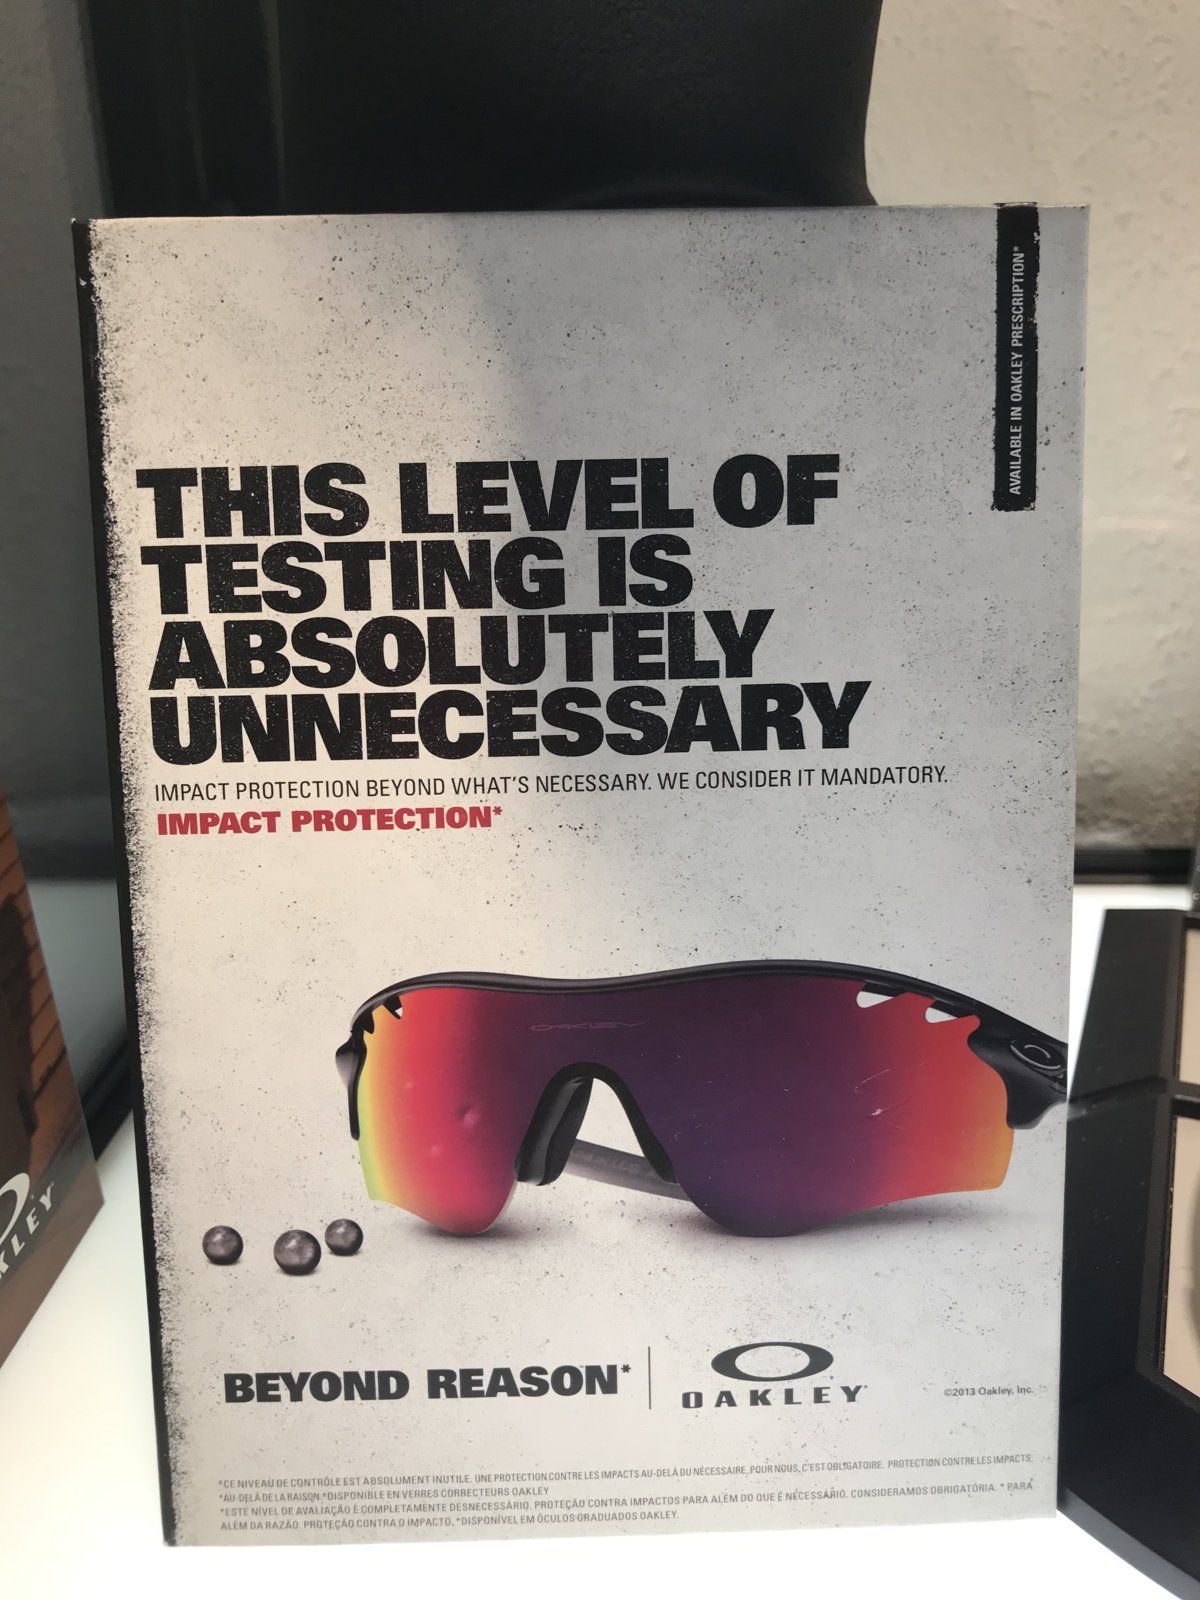 AVAILABLE IN OAKLEY PRESCRIPTION*
THIS LEVEL OF
TESTING IS
ABSOLUTELY
UNNECESSARY
IMPACT PROTECTION BEYOND WHAT'S NECESSARY. WE CONSIDER IT MANDATORY.
IMPACT PROTECTION*
OAKLEY
BEYOND REASON*
OAKLEY
©2013 Oakley, Inc.
*CE NIVEAU DE CONTRÔLE EST ABSOLUMENT INUTILE. UNE PROTECTION CONTRE LES IMPACTS AU-DELÀ DU NÉCESSAIRE, POUR NOUS, C'EST OBLIGATOIRE. PROTECTION CONTRE LES IMPACTS.
*AU-DELÀ DE LA RAISON.*DISPONIBLE EN VERRES CORRECTEURS OAKLEY
*ESTE NÍVEL DE AVALIAÇÃO É COMPLETAMENTE DESNECESSÁRIO. PROTEÇÃO CONTRA IMPACTOS PARA ALÉM DO QUE É NECESSÁRIO. CONSIDERAMOS OBRIGATÓRIA. * PARA
ALÉM DA RAZÃO. PROTEÇÃO CONTRA O IMPACTO. *DISPONÍVEL EM ÓCULOS GRADUADOS OAKLEY.
KLEY